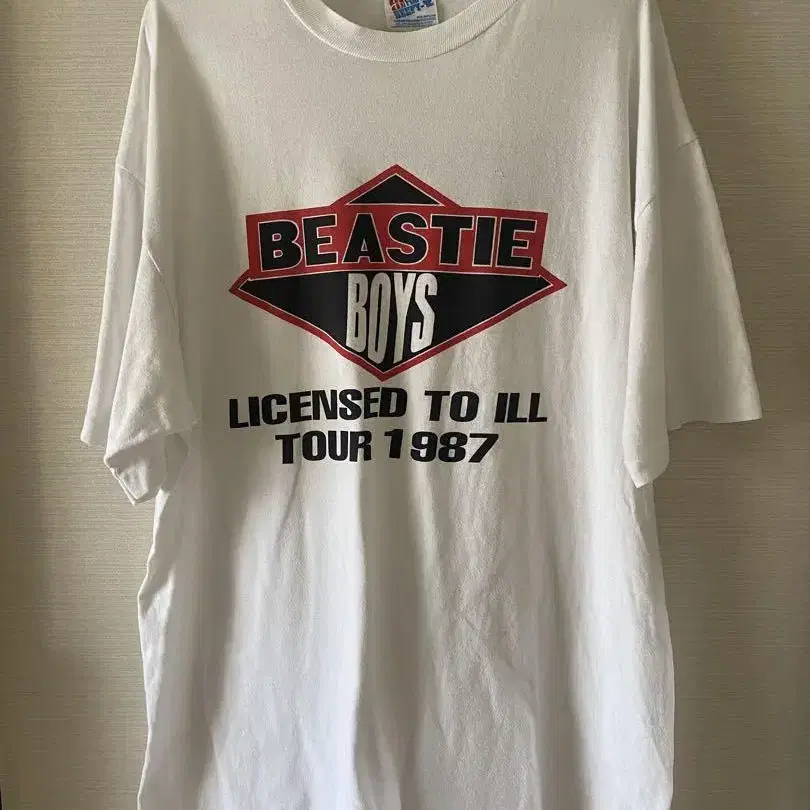 BEASTIE
BOYS
LICENSED TO ILL
TOUR 1987